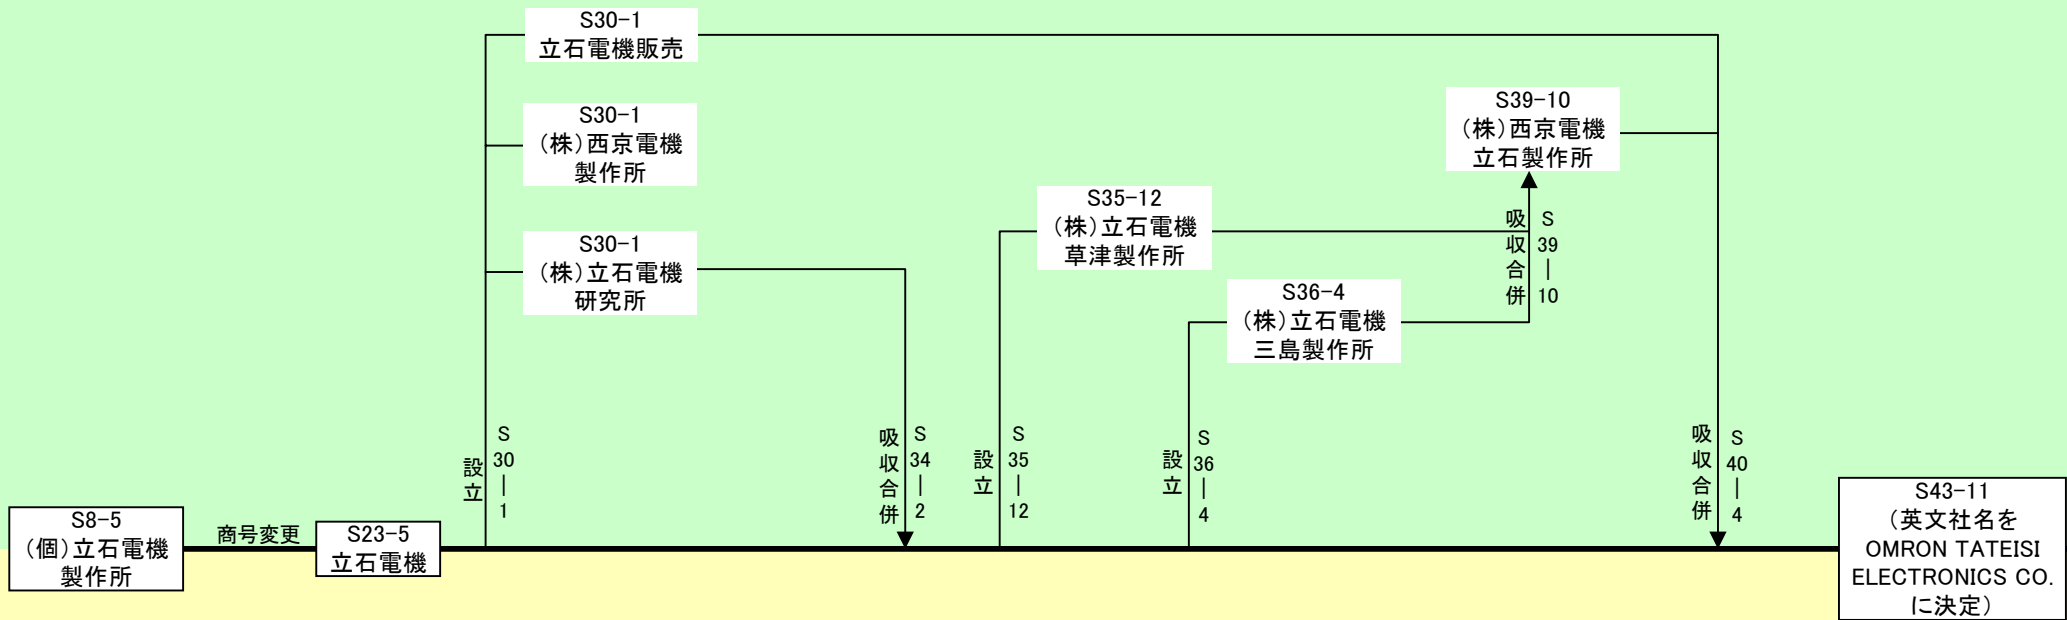 S30-1
立石電機販売
S30-1
(株)西京電機
製作所
S30-1
(株)立石電機
研究所
S39-10
(株)西京電機
立石製作所
S35-12
(株)立石電機
草津製作所
S36-4
(株)立石電機
三島製作所
吸収合併
S39|10
設立
S30|1
吸収合併
S34|2
設立
S35|12
設立
S36|4
吸収合併
S40|4
S8-5
(個)立石電機
製作所
商号変更
S23-5
立石電機
S43-11
(英文社名を
OMRON TATEISI
ELECTRONICS CO.
に決定)